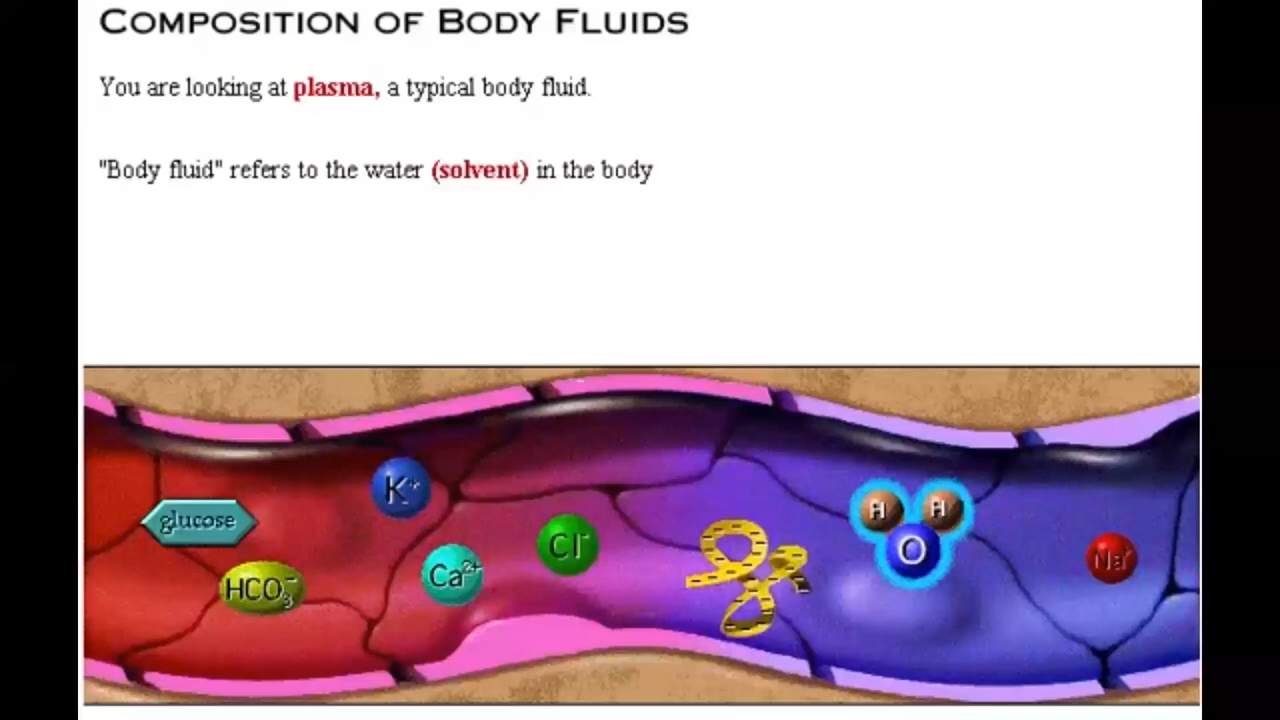 COMPOSITION OF BODY FLUIDS
You are looking at plasma, a typical body fluid.
"Body fluid" refers to the water (solvent) in the body
glucose
HCO₃⁻
K⁺
Ca²⁺
Cl⁻
H H
O
Na⁺